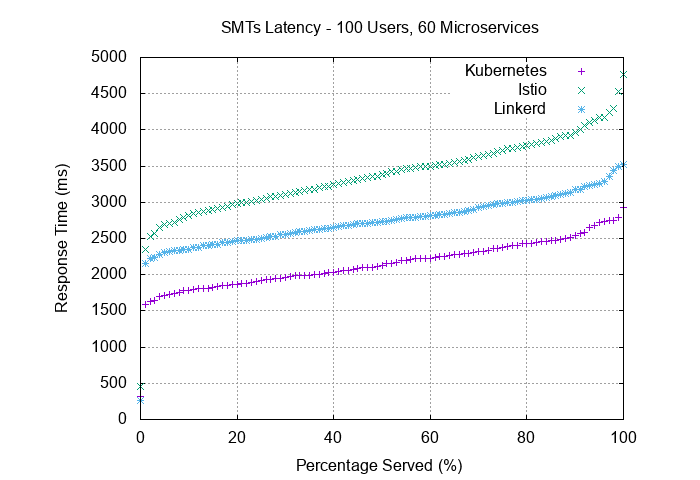 SMTs Latency - 100 Users, 60 Microservices
5000
4500
4000
3500
3000
2500
2000
1500
1000
500
0
Response Time (ms)
Kubernetes
Istio
Linkerd
0 20 40 60 80 100
Percentage Served (%)